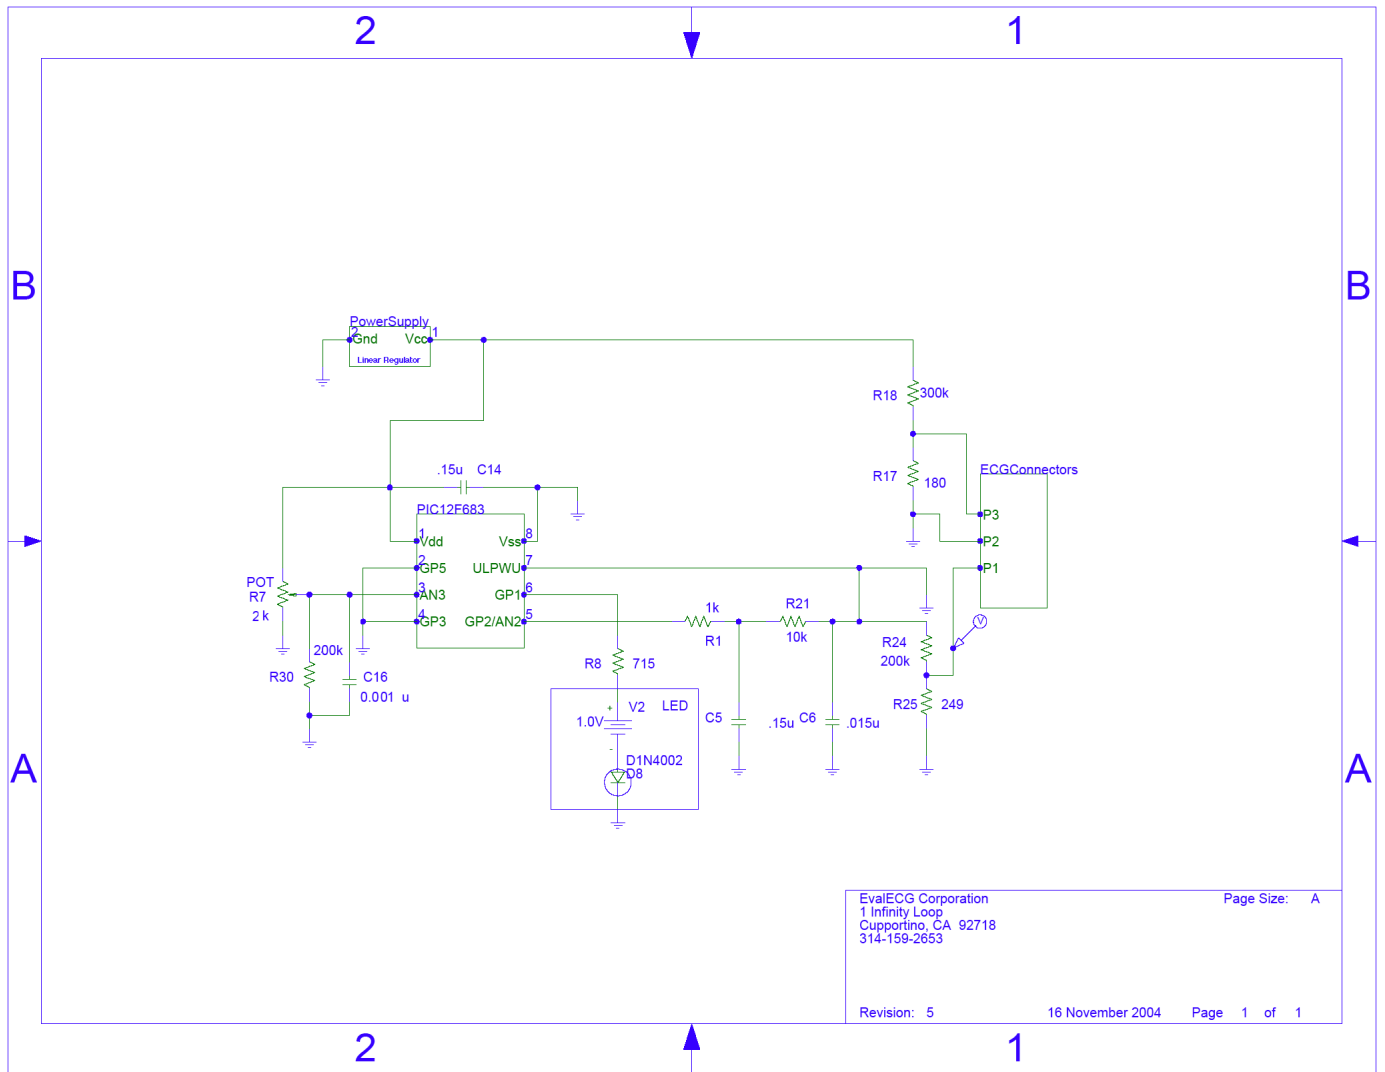 2 1
B B
PowerSupply
2 1
Gnd Vcc
Linear Regulator
R18 300k
.15u C14
R17 180
ECGConnectors
PIC12F683
P3
1 8
Vdd Vss
P2
2 7
GP5 ULPWU
P1
POT
R7
2 k
3 6
AN3 GP1
4 5
GP3 GP2/AN2
1k
R1
R21
10k
V
200k
R30
C16
0.001 u
R8 715
R24
200k
R25 249
V2 LED
+
1.0V
-
C5 .15u
C6 .015u
D1N4002
D8
A A
EvalECG Corporation Page Size: A
1 Infinity Loop
Cupportino, CA 92718
314-159-2653
Revision: 5 16 November 2004 Page 1 of 1
2 1